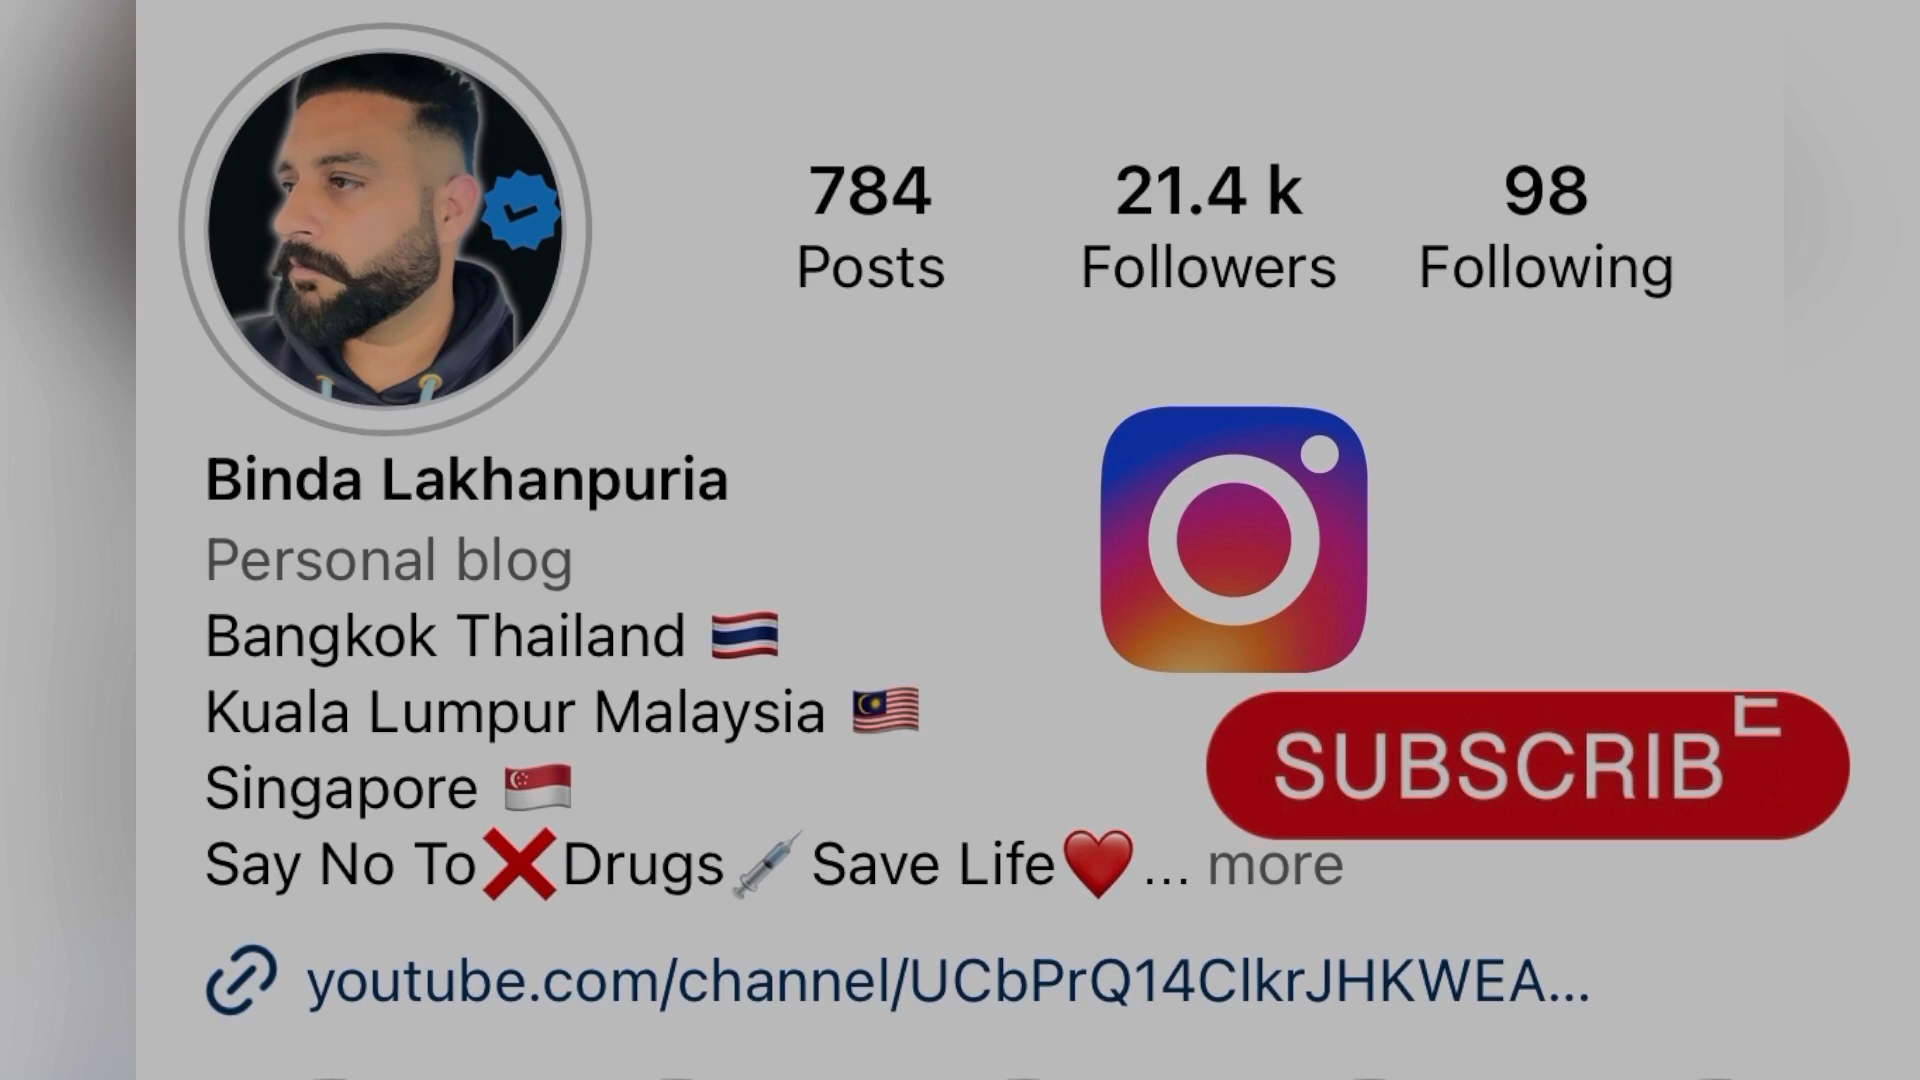 784 21.4 k 98
Posts Followers Following
Binda Lakhanpuria
Personal blog
Bangkok Thailand 🇹🇭
Kuala Lumpur Malaysia 🇲🇾
Singapore 🇸🇬
SUBSCRIBE
Say No To❌Drugs💉Save Life❤️... more
youtube.com/channel/UCbPrQ14ClkrJHKWEA...